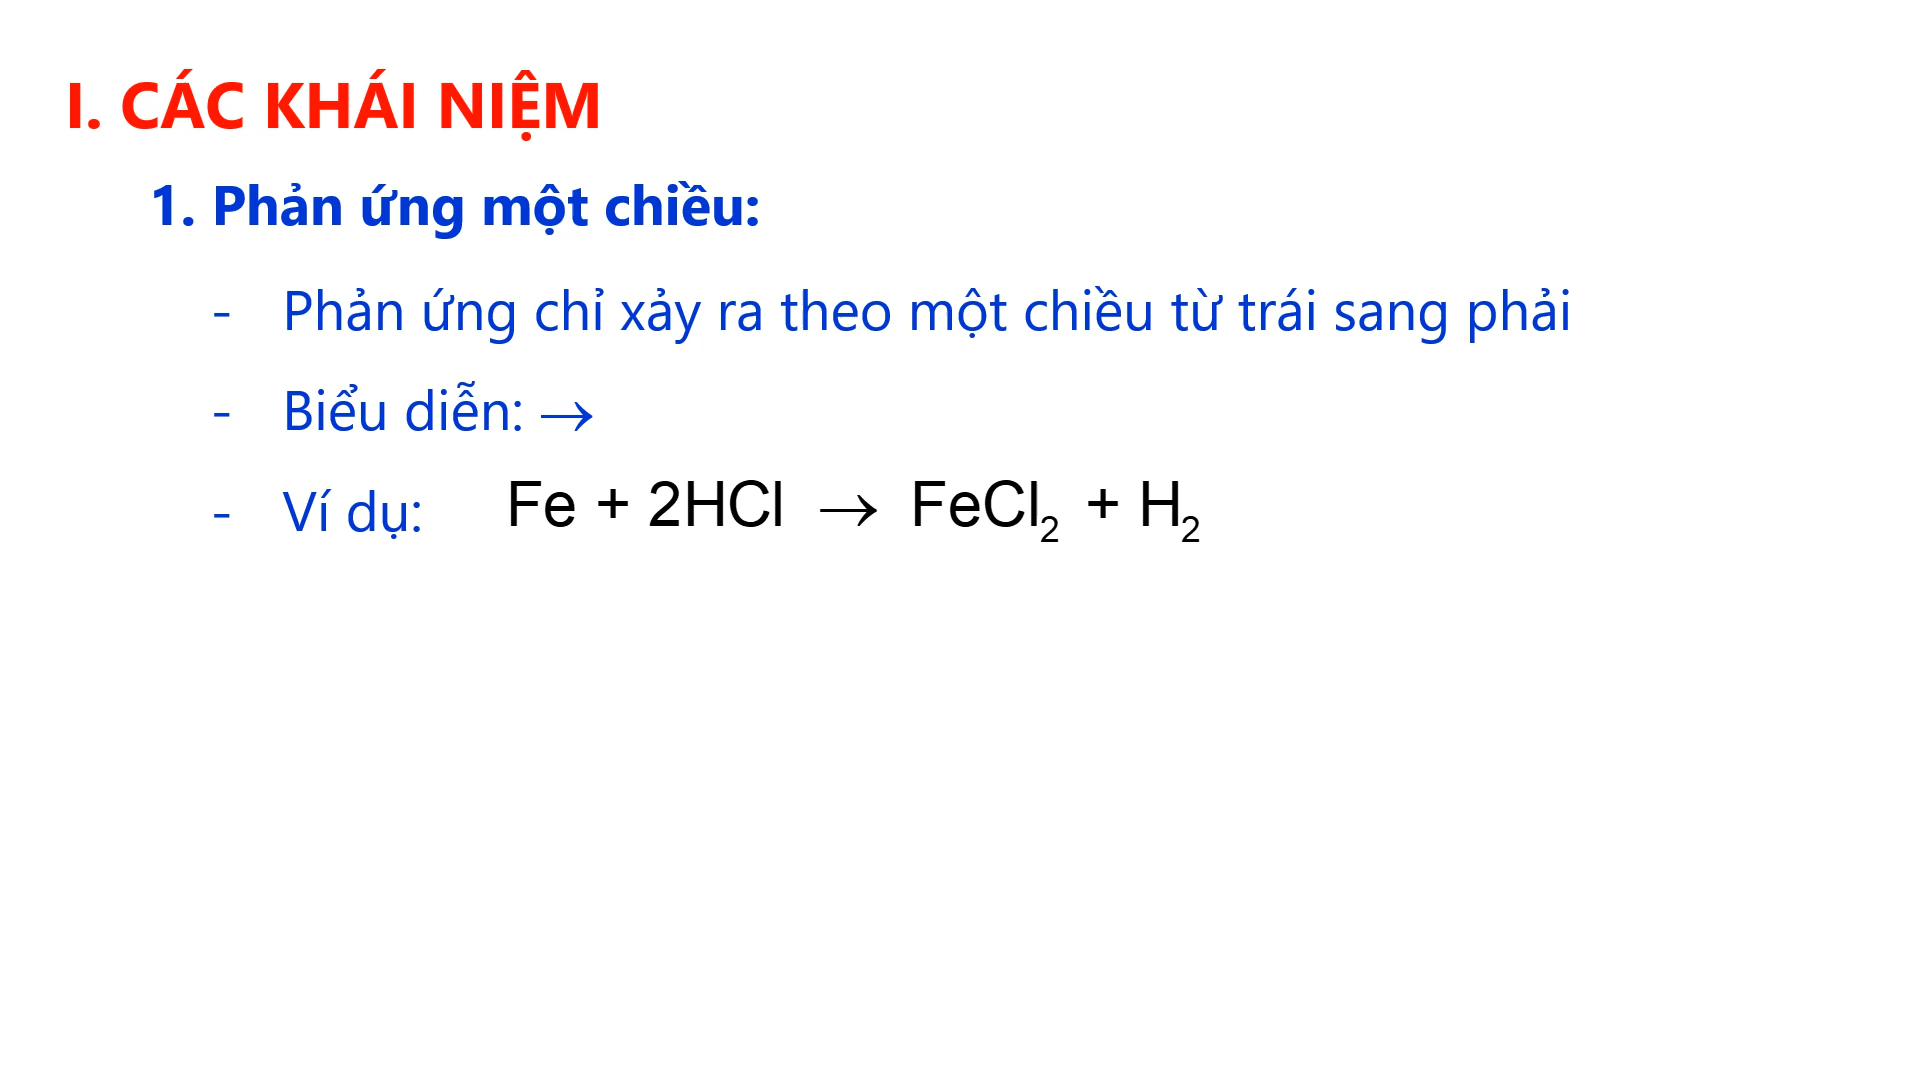 I. CÁC KHÁI NIỆM
1. Phản ứng một chiều:
- Phản ứng chỉ xảy ra theo một chiều từ trái sang phải
- Biểu diễn: →
- Ví dụ: Fe + 2HCl → FeCl₂ + H₂